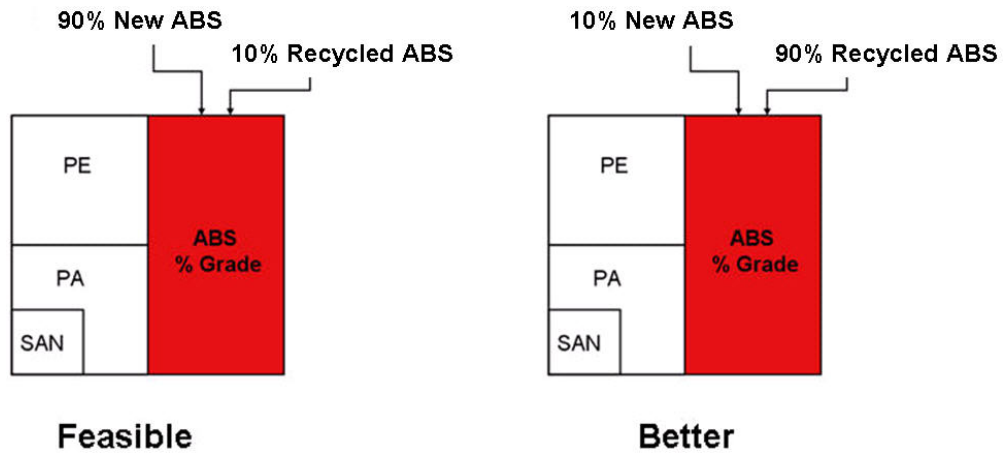 90% New ABS
10% Recycled ABS
PE
ABS
% Grade
PA
SAN
Feasible
10% New ABS
90% Recycled ABS
PE
ABS
% Grade
PA
SAN
Better